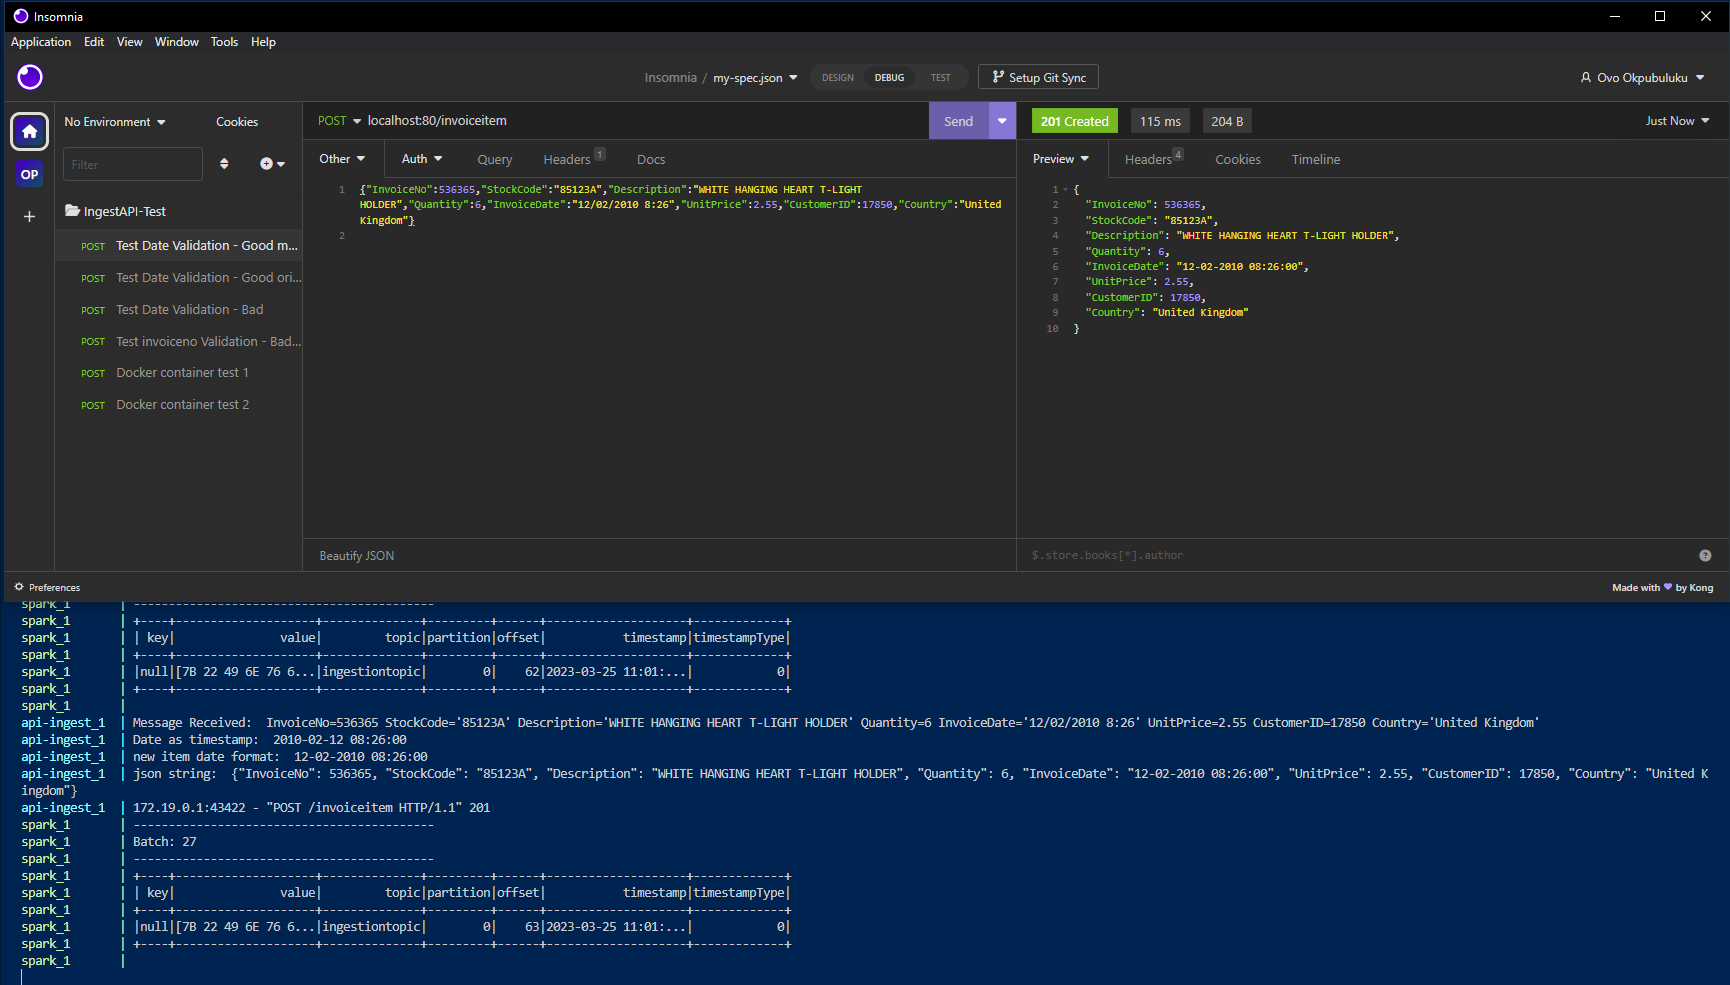 Insomnia
Application Edit View Window Tools Help
Insomnia / my-spec.json DESIGN DEBUG TEST Setup Git Sync Ovo Okpubuluku
No Environment Cookies
Filter
OP
IngestAPI-Test
POST Test Date Validation - Good m...
POST Test Date Validation - Good ori...
POST Test Date Validation - Bad
POST Test invoiceno Validation - Bad...
POST Docker container test 1
POST Docker container test 2
POST localhost:80/invoiceitem Send
Other Auth Query Headers 1 Docs
1 {"InvoiceNo":536365,"StockCode":"85123A","Description":"WHITE HANGING HEART T-LIGHT
HOLDER","Quantity":6,"InvoiceDate":"12/02/2010 8:26","UnitPrice":2.55,"CustomerID":17850,"Country":"United
Kingdom"}
2
Beautify JSON
201 Created 115 ms 204 B Just Now
Preview Headers 4 Cookies Timeline
1 {
2 "InvoiceNo": 536365,
3 "StockCode": "85123A",
4 "Description": "WHITE HANGING HEART T-LIGHT HOLDER",
5 "Quantity": 6,
6 "InvoiceDate": "12-02-2010 08:26:00",
7 "UnitPrice": 2.55,
8 "CustomerID": 17850,
9 "Country": "United Kingdom"
10 }
$.store.books[*].author
Preferences Made with ♥ by Kong
spark_1 | -------------------------------------------
spark_1 | +----+--------------------+--------------+---------+------+--------------------+-------------+
spark_1 | | key| value| topic|partition|offset| timestamp|timestampType|
spark_1 | +----+--------------------+--------------+---------+------+--------------------+-------------+
spark_1 | |null|[7B 22 49 6E 76 6...|ingestiontopic| 0| 62|2023-03-25 11:01:...| 0|
spark_1 | +----+--------------------+--------------+---------+------+--------------------+-------------+
spark_1 |
api-ingest_1 | Message Received: InvoiceNo=536365 StockCode='85123A' Description='WHITE HANGING HEART T-LIGHT HOLDER' Quantity=6 InvoiceDate='12/02/2010 8:26' UnitPrice=2.55 CustomerID=17850 Country='United Kingdom'
api-ingest_1 | Date as timestamp: 2010-02-12 08:26:00
api-ingest_1 | new item date format: 12-02-2010 08:26:00
api-ingest_1 | json string: {"InvoiceNo": 536365, "StockCode": "85123A", "Description": "WHITE HANGING HEART T-LIGHT HOLDER", "Quantity": 6, "InvoiceDate": "12-02-2010 08:26:00", "UnitPrice": 2.55, "CustomerID": 17850, "Country": "United K
ingdom"}
api-ingest_1 | 172.19.0.1:43422 - "POST /invoiceitem HTTP/1.1" 201
spark_1 | -------------------------------------------
spark_1 | Batch: 27
spark_1 | -------------------------------------------
spark_1 | +----+--------------------+--------------+---------+------+--------------------+-------------+
spark_1 | | key| value| topic|partition|offset| timestamp|timestampType|
spark_1 | +----+--------------------+--------------+---------+------+--------------------+-------------+
spark_1 | |null|[7B 22 49 6E 76 6...|ingestiontopic| 0| 63|2023-03-25 11:01:...| 0|
spark_1 | +----+--------------------+--------------+---------+------+--------------------+-------------+
spark_1 |